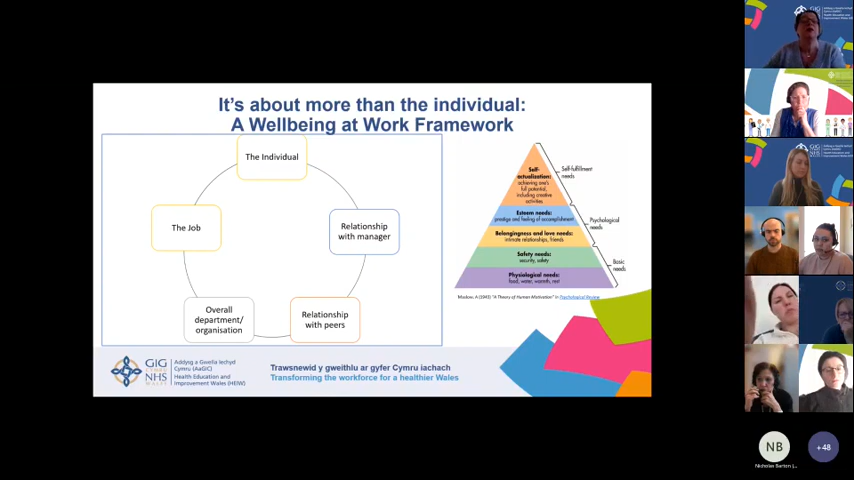 It's about more than the individual:
A Wellbeing at Work Framework
The Individual
The Job
Relationship
with manager
Overall
department/
organisation
Relationship
with peers
Self-
actualization:
achieving one's
full potential,
including creative
activities
Self-fulfillment
needs
Esteem needs:
prestige and feeling of accomplishment
Psychological
needs
Belongingness and love needs:
intimate relationships, friends
Safety needs:
security, safety
Basic
needs
Physiological needs:
food, water, warmth, rest
Maslow, A (1943) "A Theory of Human Motivation" in Psychological Review
GIG
CYMRU
NHS
WALES
Addysg a Gwella Iechyd
Cymru (AaGIC)
Health Education and
Improvement Wales (HEIW)
Trawsnewid y gweithlu ar gyfer Cymru iachach
Transforming the workforce for a healthier Wales
NB
+48